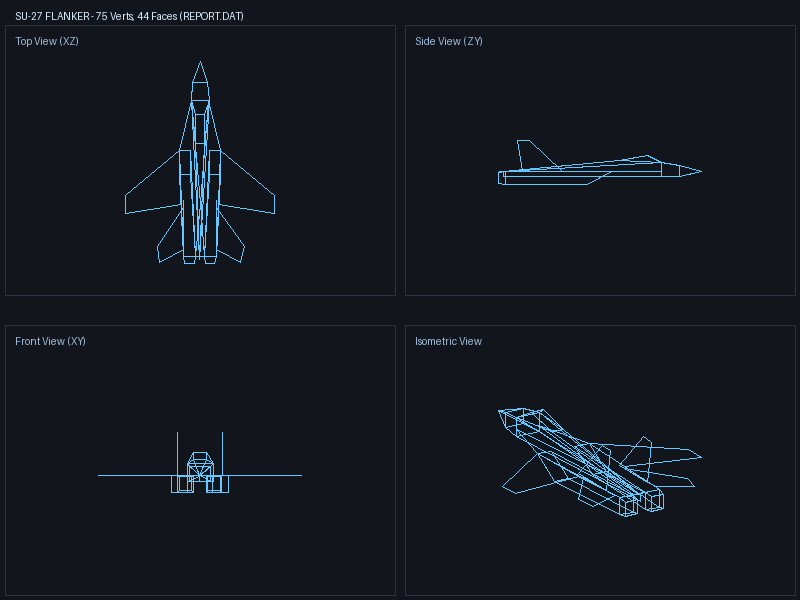 SU-27 FLANKER - 75 Verts, 44 Faces (REPORT.DAT)
Top View (XZ)
Side View (ZY)
Front View (XY)
Isometric View